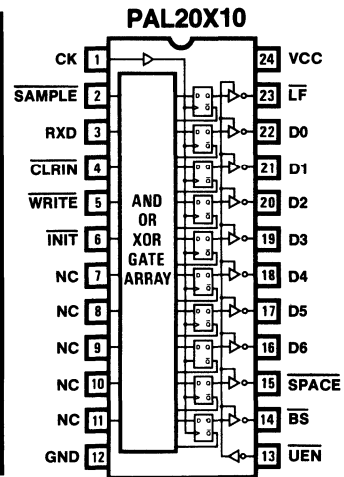 PAL20X10
CK 1
24 VCC
SAMPLE 2
23 LF
RXD 3
22 D0
CLRIN 4
21 D1
WRITE 5
20 D2
INIT 6
19 D3
NC 7
18 D4
NC 8
17 D5
NC 9
16 D6
NC 10
15 SPACE
NC 11
14 BS
GND 12
13 UEN
AND
OR
XOR
GATE
ARRAY